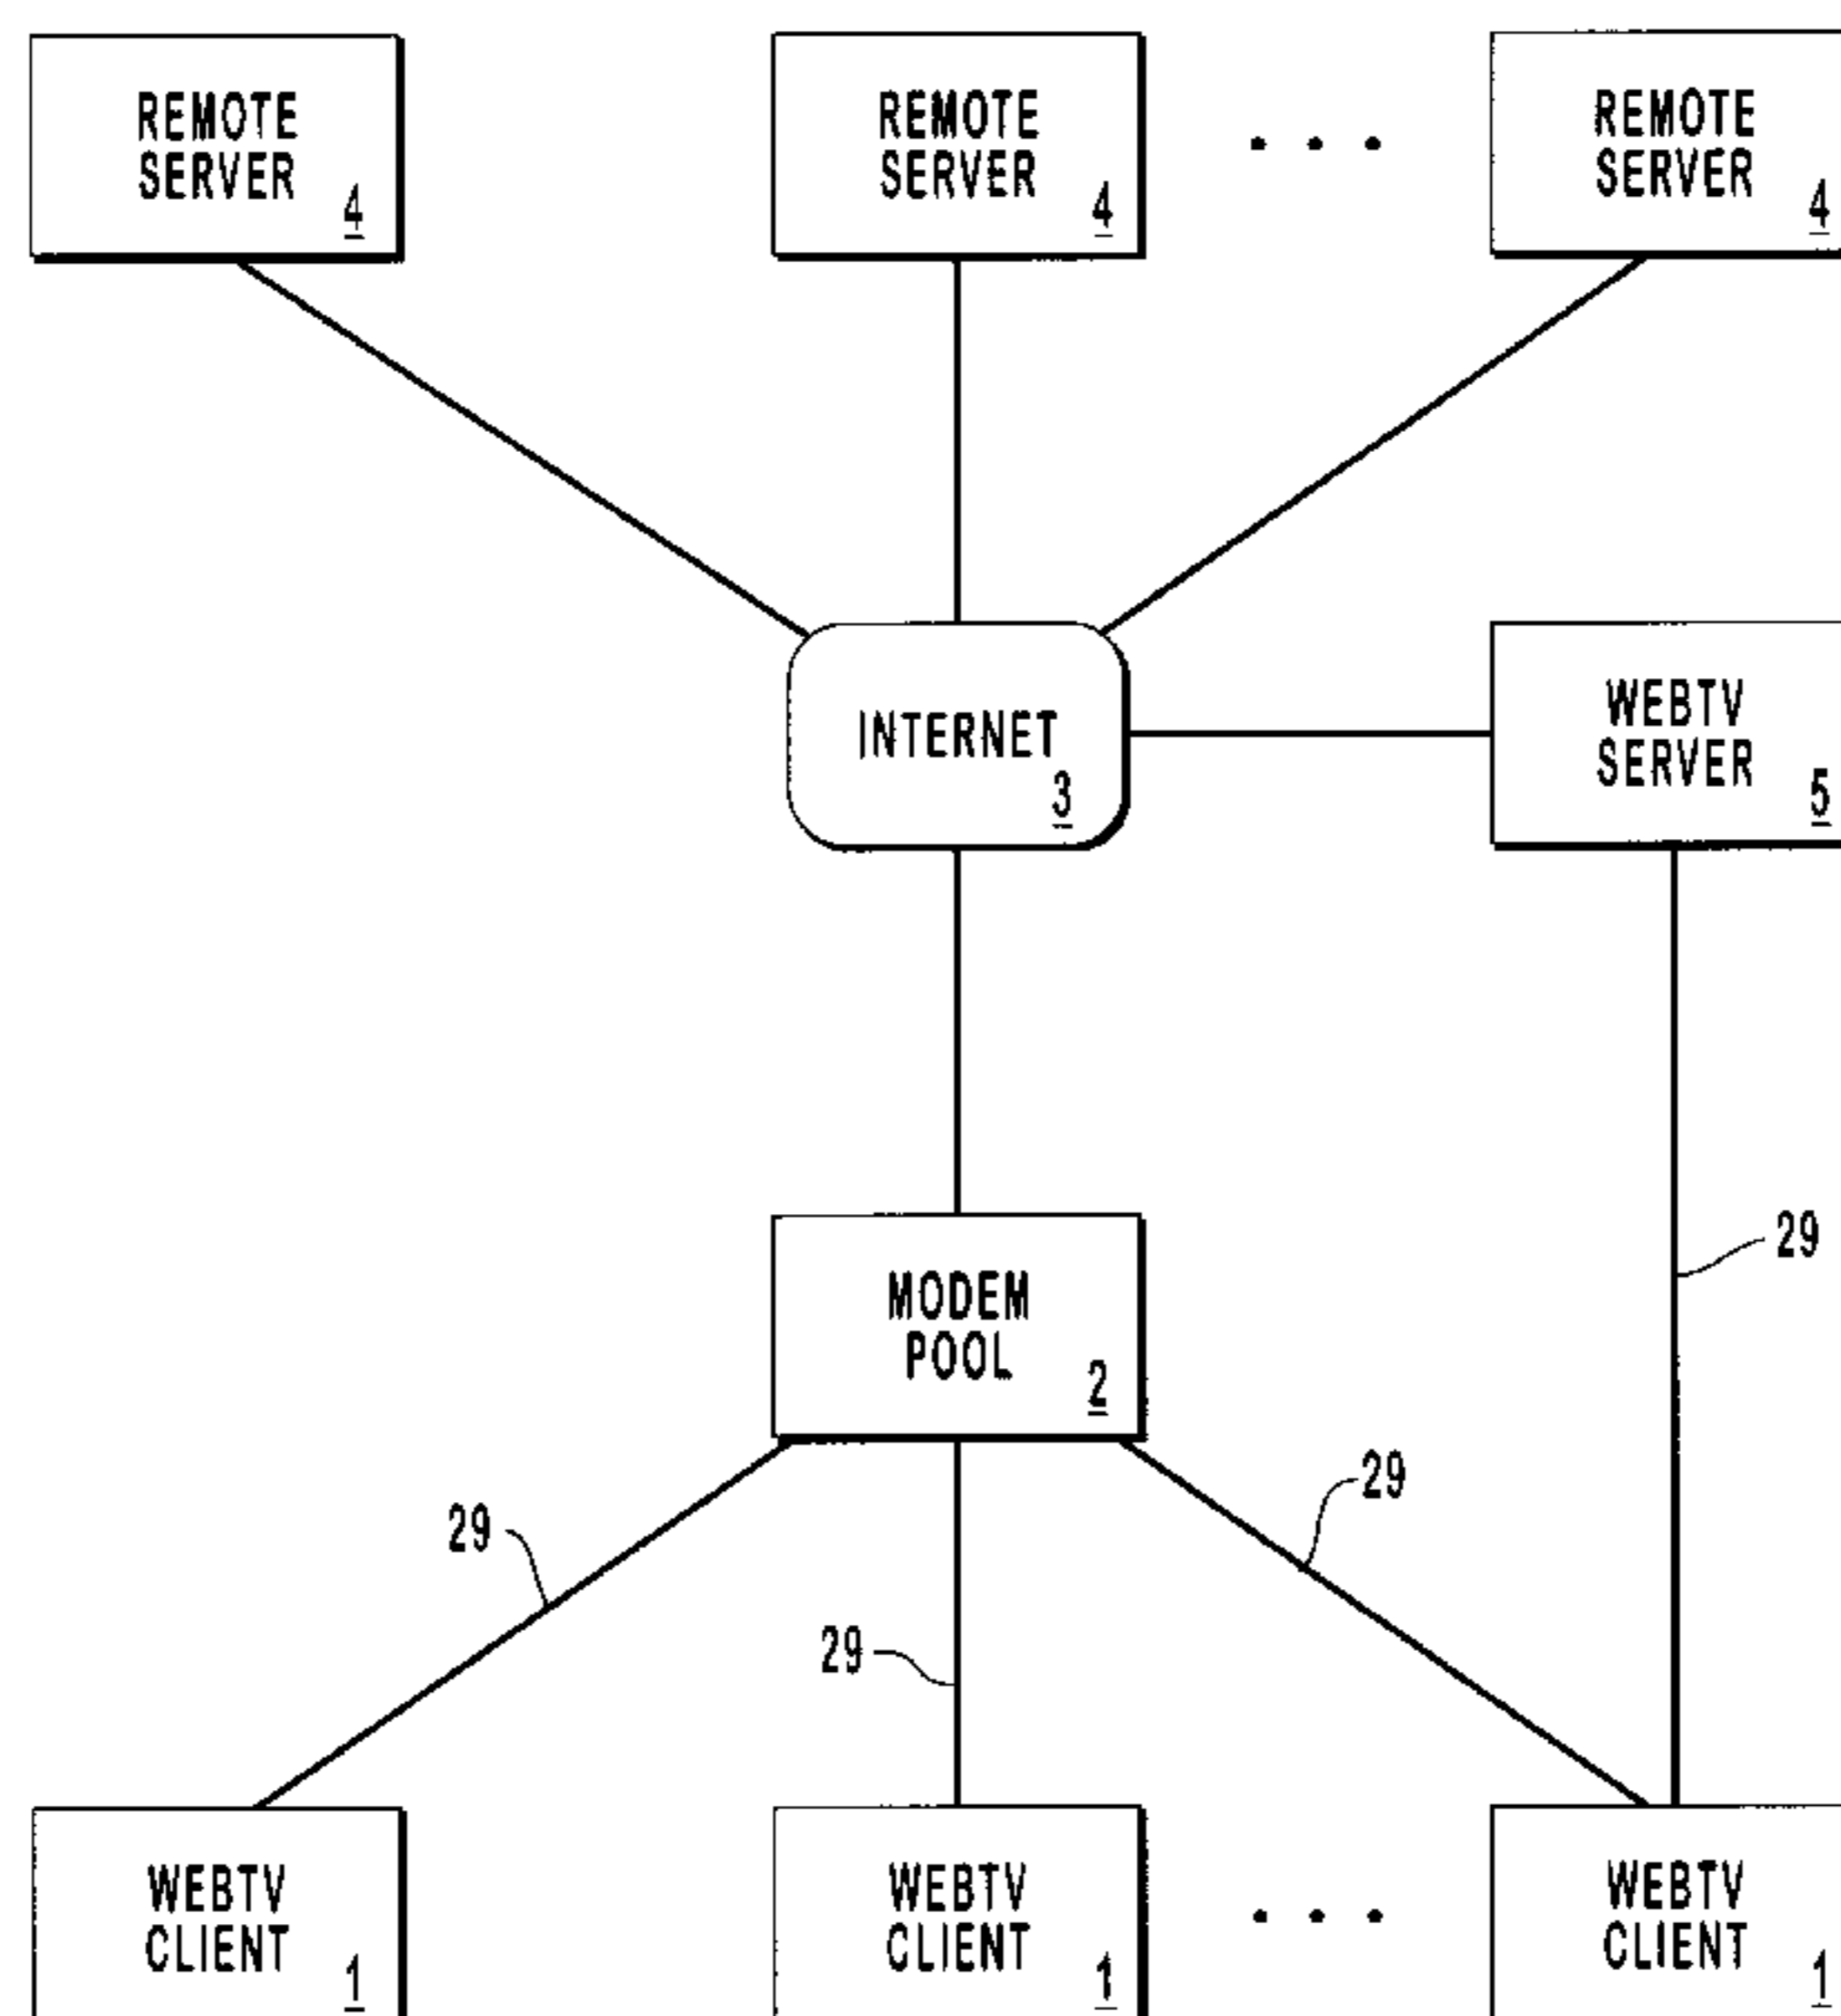 REMOTE
SERVER
4
REMOTE
SERVER
4
REMOTE
SERVER
4
INTERNET
3
WEBTV
SERVER
5
MODEM
POOL
2
29
29
29
29
WEBTV
CLIENT
1
WEBTV
CLIENT
1
WEBTV
CLIENT
1